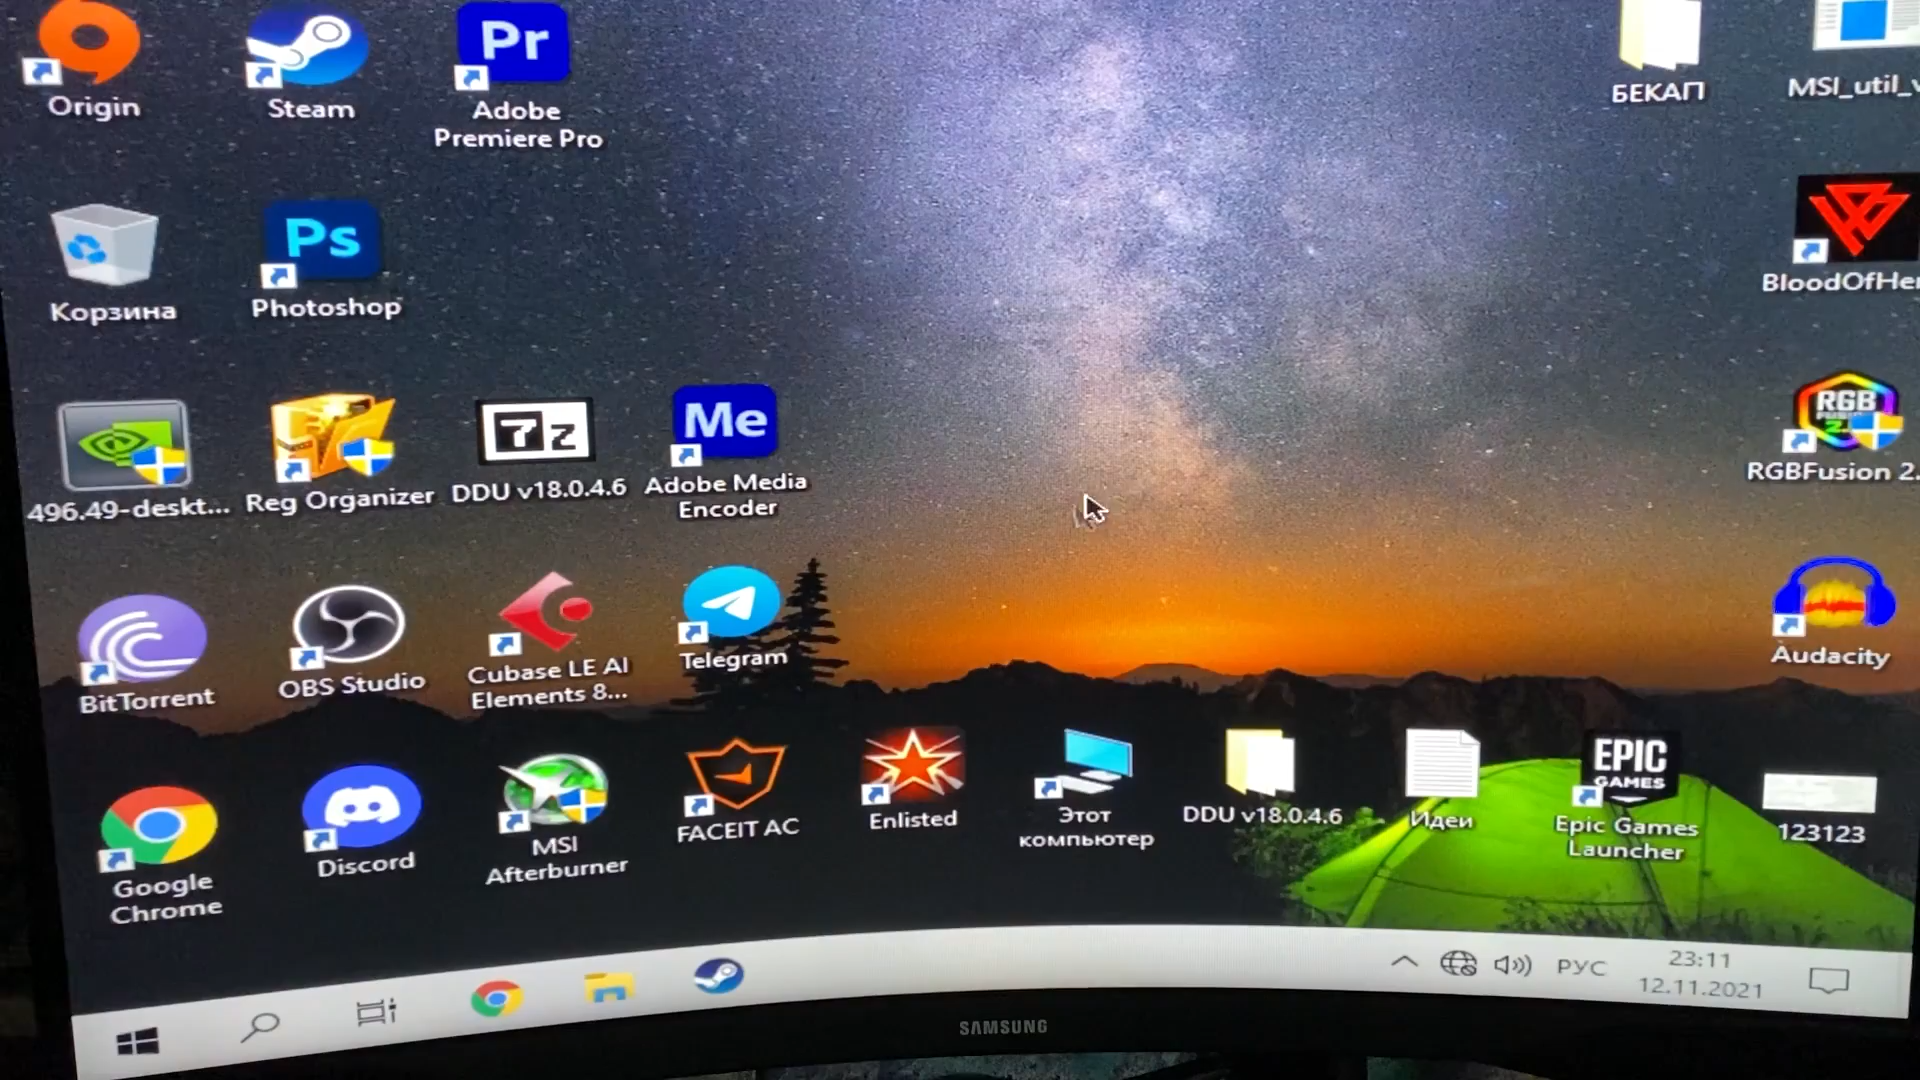 Origin
Steam
Pr
Adobe
Premiere Pro
БЕКАП
MSI_util_v
Корзина
Ps
Photoshop
BloodOfHer
496.49-deskt...
Reg Organizer
7z
DDU v18.0.4.6
Me
Adobe Media
Encoder
RGB
RGBFusion 2.
BitTorrent
OBS Studio
Cubase LE AI
Elements 8...
Telegram
Audacity
Google
Chrome
Discord
MSI
Afterburner
FACEIT AC
Enlisted
Этот
компьютер
DDU v18.0.4.6
Идеи
EPIC
GAMES
Epic Games
Launcher
123123
РУС
23:11
12.11.2021
SAMSUNG